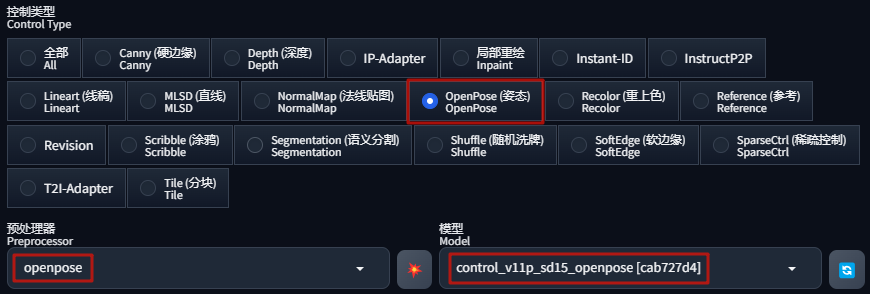 控制类型
Control Type
全部
All
Canny (硬边缘)
Canny
Depth (深度)
Depth
IP-Adapter
局部重绘
Inpaint
Instant-ID
InstructP2P
Lineart (线稿)
Lineart
MLSD (直线)
MLSD
NormalMap (法线贴图)
NormalMap
OpenPose (姿态)
OpenPose
Recolor (重上色)
Recolor
Reference (参考)
Reference
Revision
Scribble (涂鸦)
Scribble
Segmentation (语义分割)
Segmentation
Shuffle (随机洗牌)
Shuffle
SoftEdge (软边缘)
SoftEdge
SparseCtrl (稀疏控制)
SparseCtrl
T2I-Adapter
Tile (分块)
Tile
预处理器
Preprocessor
openpose
模型
Model
control_v11p_sd15_openpose [cab727d4]